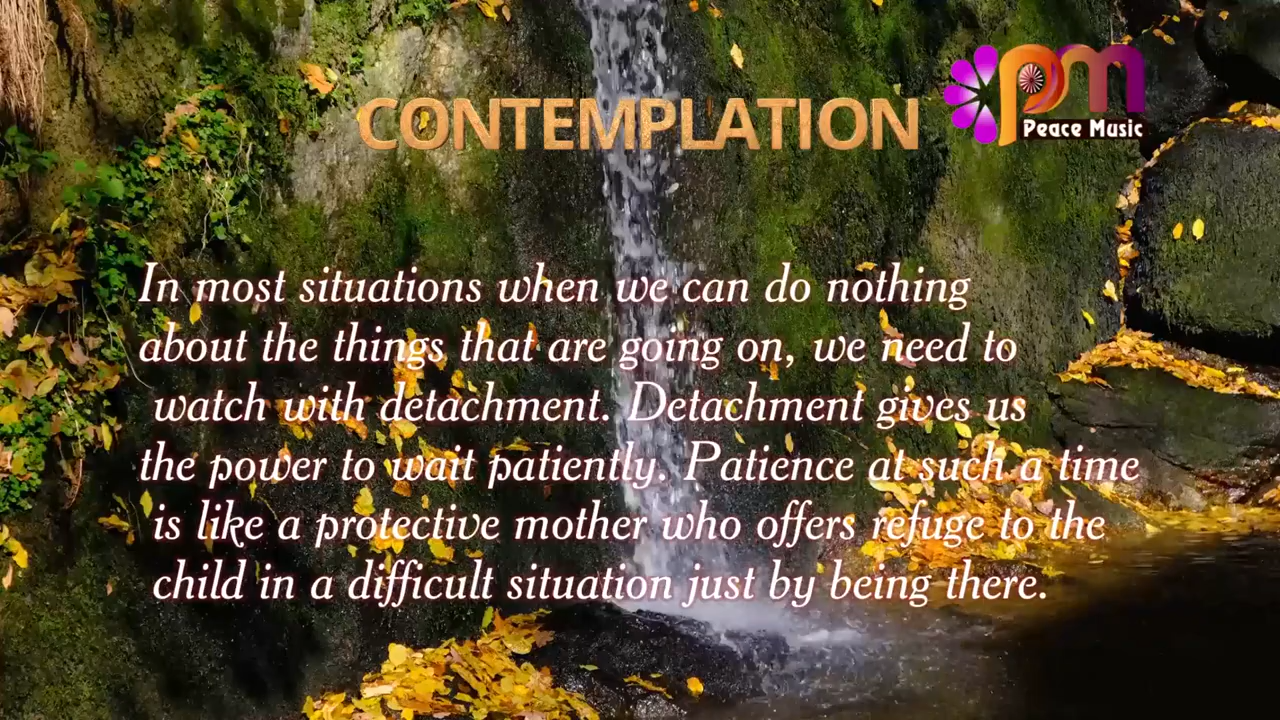 CONTEMPLATION
pm
Peace Music
In most situations when we can do nothing
about the things that are going on, we need to
watch with detachment. Detachment gives us
the power to wait patiently. Patience at such a time
is like a protective mother who offers refuge to the
child in a difficult situation just by being there.